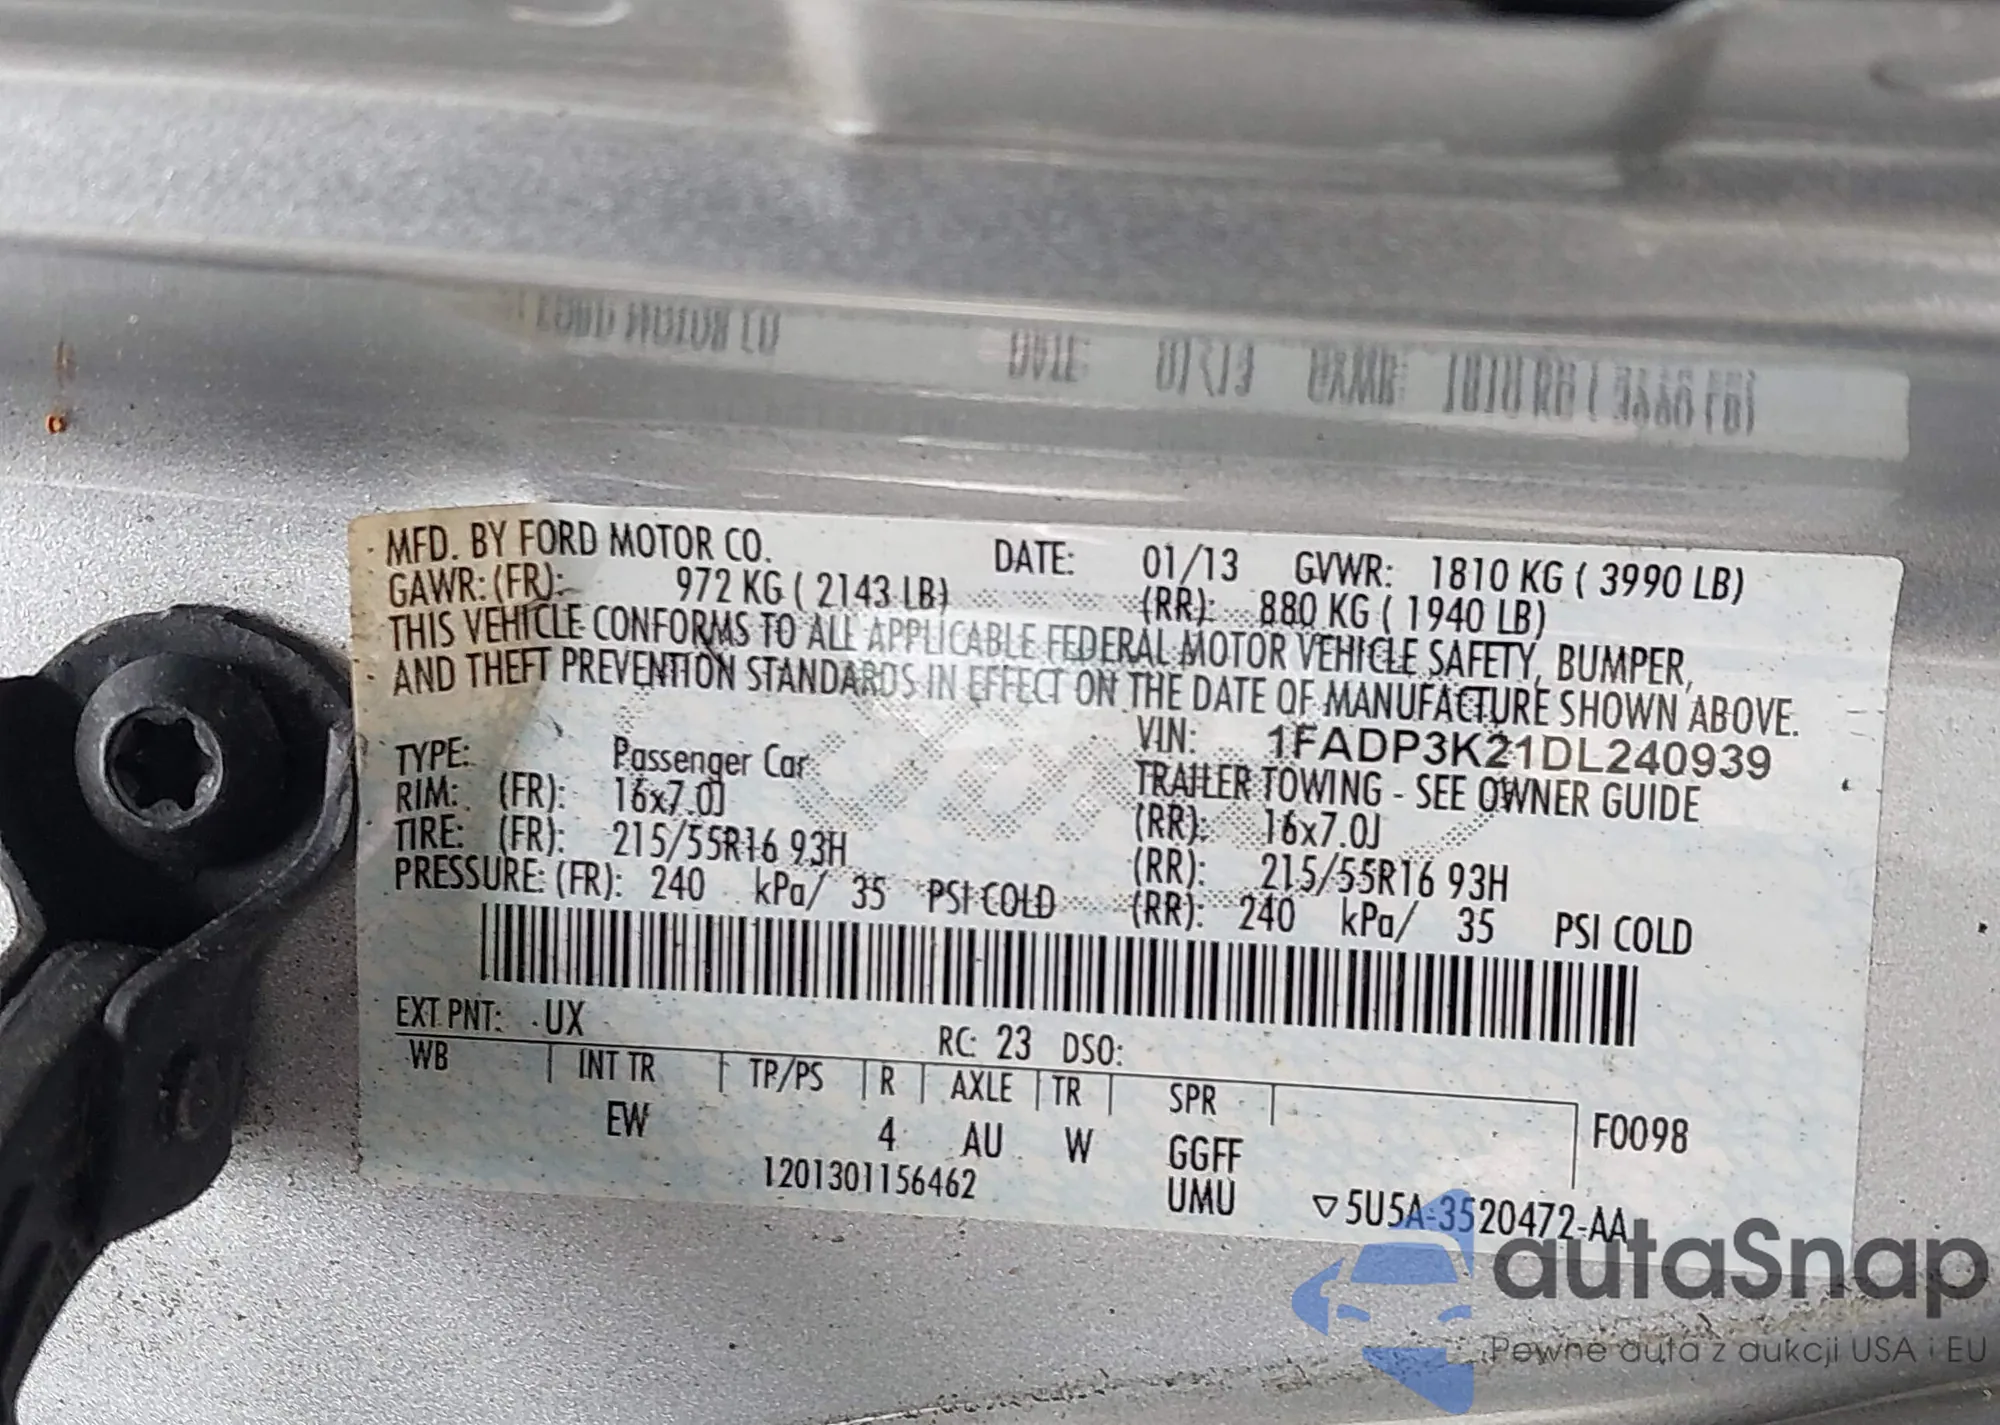 MFD. BY FORD MOTOR CO. DATE: 01/13 GVWR: 1810 KG ( 3990 LB)
GAWR: (FR): 972 KG ( 2143 LB) (RR): 880 KG ( 1940 LB)
THIS VEHICLE CONFORMS TO ALL APPLICABLE FEDERAL MOTOR VEHICLE SAFETY, BUMPER,
AND THEFT PREVENTION STANDARDS IN EFFECT ON THE DATE OF MANUFACTURE SHOWN ABOVE.
VIN: 1FADP3K21DL240939
TYPE: Passenger Car TRAILER TOWING - SEE OWNER GUIDE
RIM: (FR): 16x7.0J (RR): 16x7.0J
TIRE: (FR): 215/55R16 93H (RR): 215/55R16 93H
PRESSURE: (FR): 240 kPa/ 35 PSI COLD (RR): 240 kPa/ 35 PSI COLD
EXT PNT: UX RC: 23 DSO:
WB INT TR TP/PS R AXLE TR SPR
EW 4 AU W GGFF F0098
1201301156462 UMU ▽5U5A-3520472-AA
autaSnap
Pewne auta z aukcji USA i EU